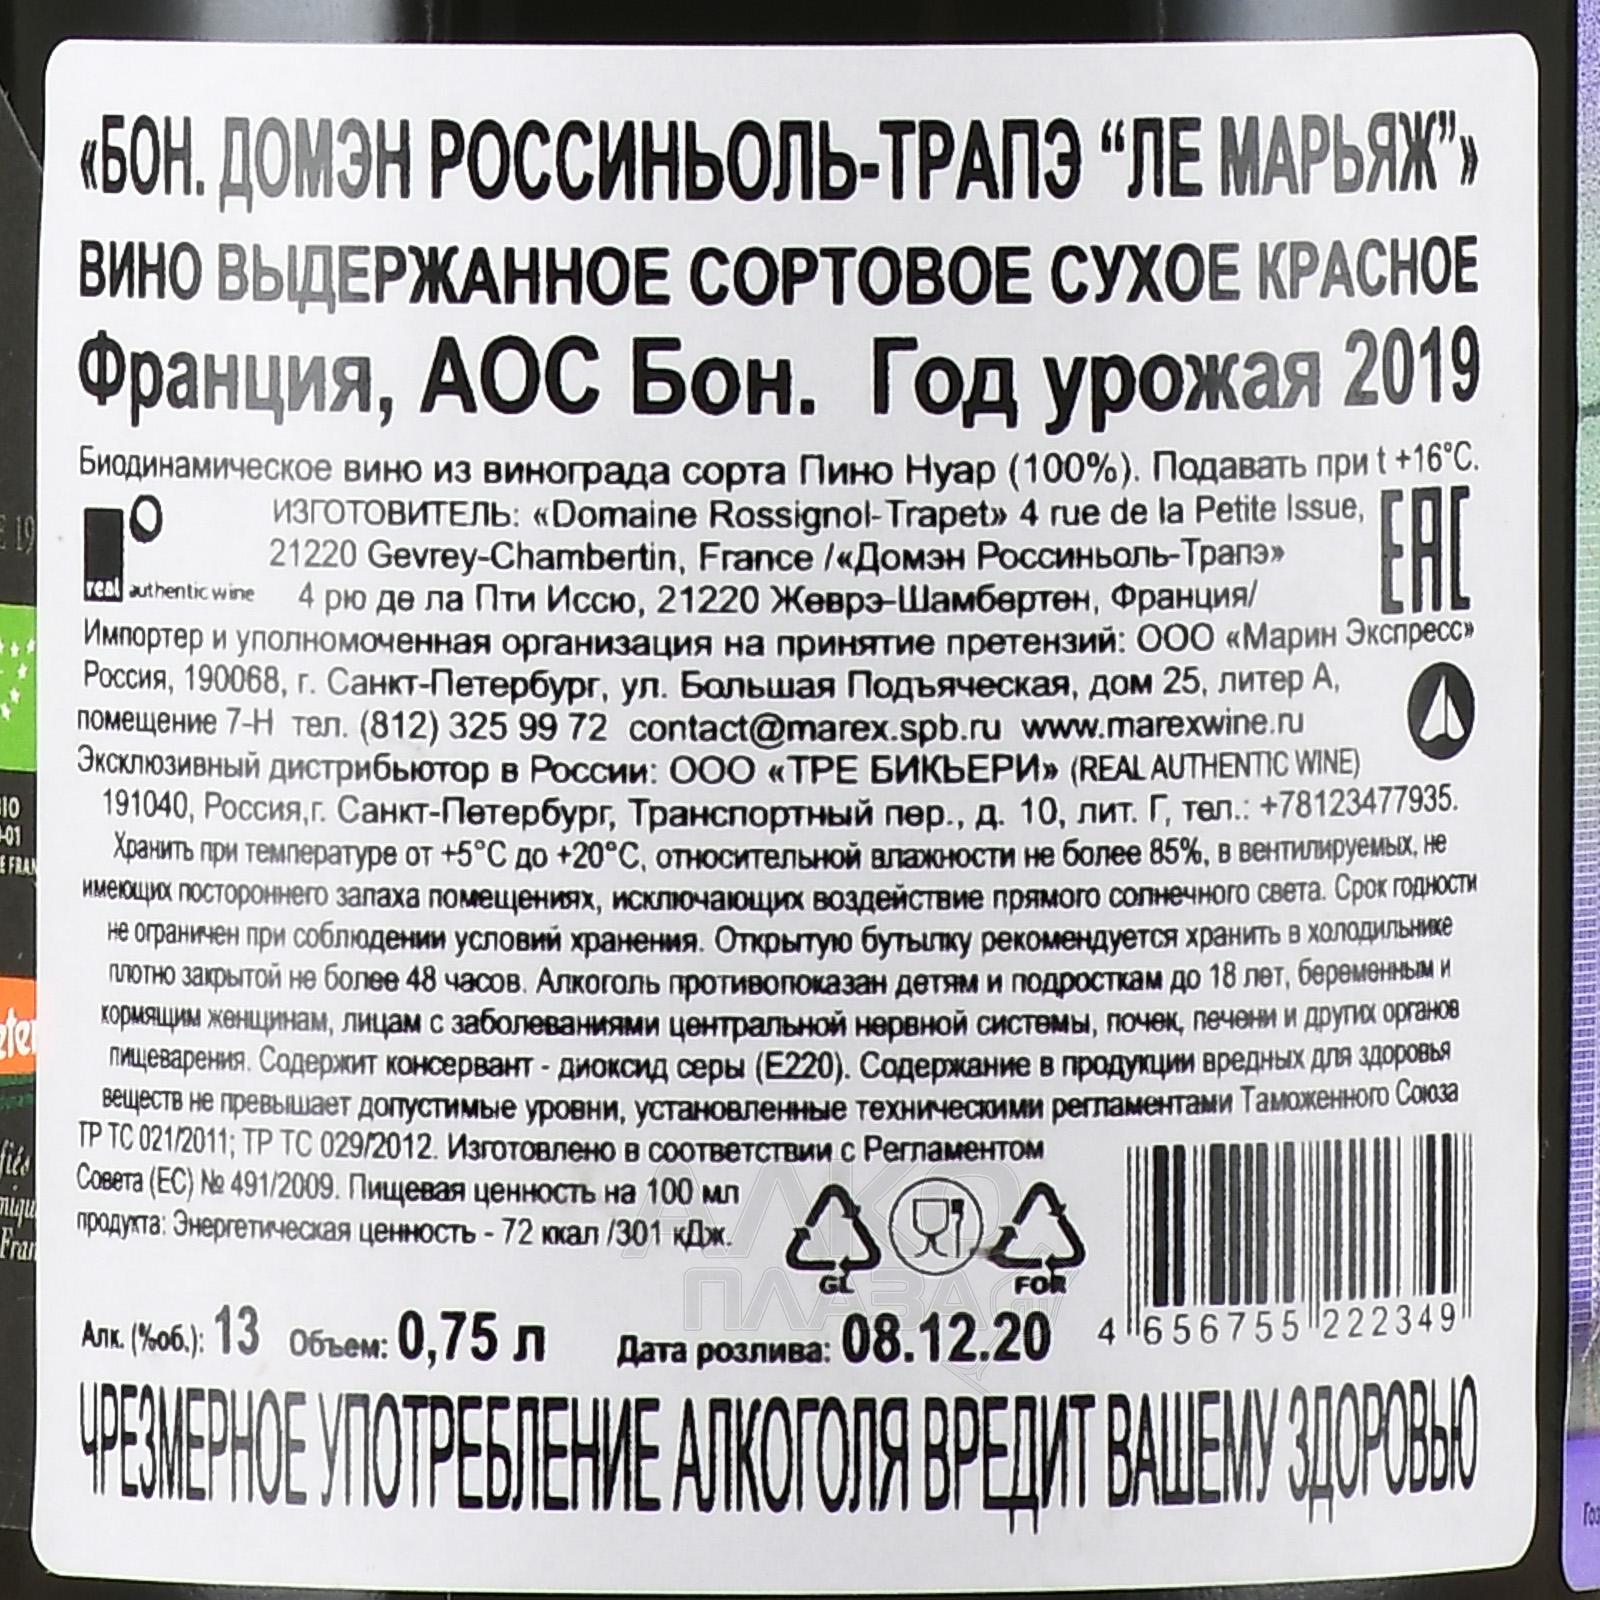 «БОН. ДОМЭН РОССИНЬОЛЬ-ТРАПЭ “ЛЕ МАРЬЯЖ”»
ВИНО ВЫДЕРЖАННОЕ СОРТОВОЕ СУХОЕ КРАСНОЕ
Франция, АОС Бон. Год урожая 2019
Биодинамическое вино из винограда сорта Пино Нуар (100%). Подавать при t +16°C.
ИЗГОТОВИТЕЛЬ: «Domaine Rossignol-Trapet» 4 rue de la Petite Issue,
21220 Gevrey-Chambertin, France /«Домэн Россиньоль-Трапэ»
real authentic wine 4 рю де ла Пти Иссю, 21220 Жеврэ-Шамбертен, Франция/
EAC
Импортер и уполномоченная организация на принятие претензий: ООО «Марин Экспресс»
Россия, 190068, г. Санкт-Петербург, ул. Большая Подъяческая, дом 25, литер А,
помещение 7-Н тел. (812) 325 99 72 contact@marex.spb.ru www.marexwine.ru
Эксклюзивный дистрибьютор в России: ООО «ТРЕ БИКЬЕРИ» (REAL AUTHENTIC WINE)
191040, Россия,г. Санкт-Петербург, Транспортный пер., д. 10, лит. Г, тел.: +78123477935.
Хранить при температуре от +5°С до +20°С, относительной влажности не более 85%, в вентилируемых, не
имеющих постороннего запаха помещениях, исключающих воздействие прямого солнечного света. Срок годности
не ограничен при соблюдении условий хранения. Открытую бутылку рекомендуется хранить в холодильнике
плотно закрытой не более 48 часов. Алкоголь противопоказан детям и подросткам до 18 лет, беременным и
кормящим женщинам, лицам с заболеваниями центральной нервной системы, почек, печени и других органов
пищеварения. Содержит консервант - диоксид серы (Е220). Содержание в продукции вредных для здоровья
веществ не превышает допустимые уровни, установленные техническими регламентами Таможенного Союза
ТР ТС 021/2011; ТР ТС 029/2012. Изготовлено в соответствии с Регламентом
Совета (ЕС) № 491/2009. Пищевая ценность на 100 мл
продукта: Энергетическая ценность - 72 ккал /301 кДж.
GL FOR
АЛКО
ПЛАЗА
Алк. (%об.): 13 Объем: 0,75 л Дата розлива: 08.12.20
4 656755 222349
ЧРЕЗМЕРНОЕ УПОТРЕБЛЕНИЕ АЛКОГОЛЯ ВРЕДИТ ВАШЕМУ ЗДОРОВЬЮ